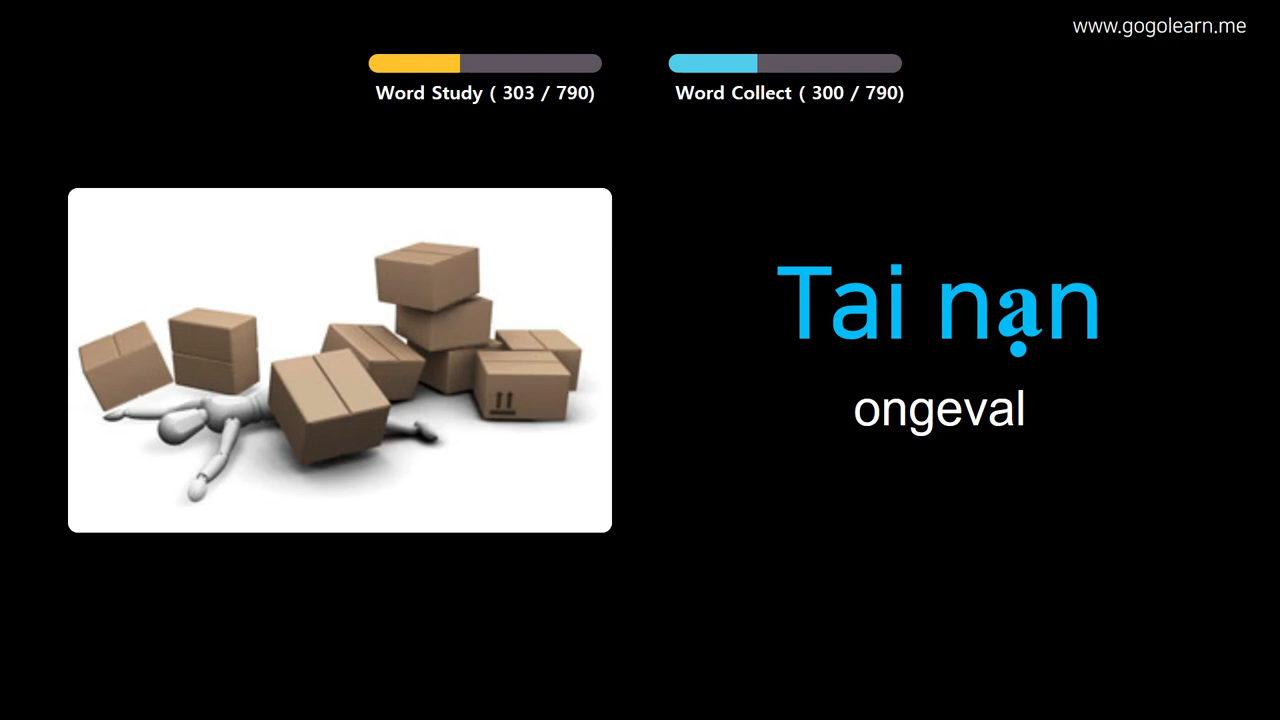 www.gogolearn.me
Word Study ( 303 / 790)
Word Collect ( 300 / 790)
Tai nạn
ongeval